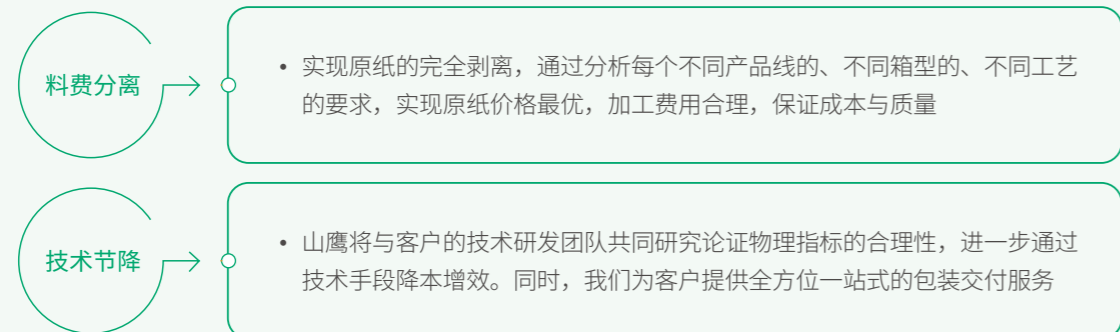 料费分离
• 实现原纸的完全剥离，通过分析每个不同产品线的、不同箱型的、不同工艺
的要求，实现原纸价格最优，加工费用合理，保证成本与质量
技术节降
• 山鹰将与客户的技术研发团队共同研究论证物理指标的合理性，进一步通过
技术手段降本增效。同时，我们为客户提供全方位一站式的包装交付服务